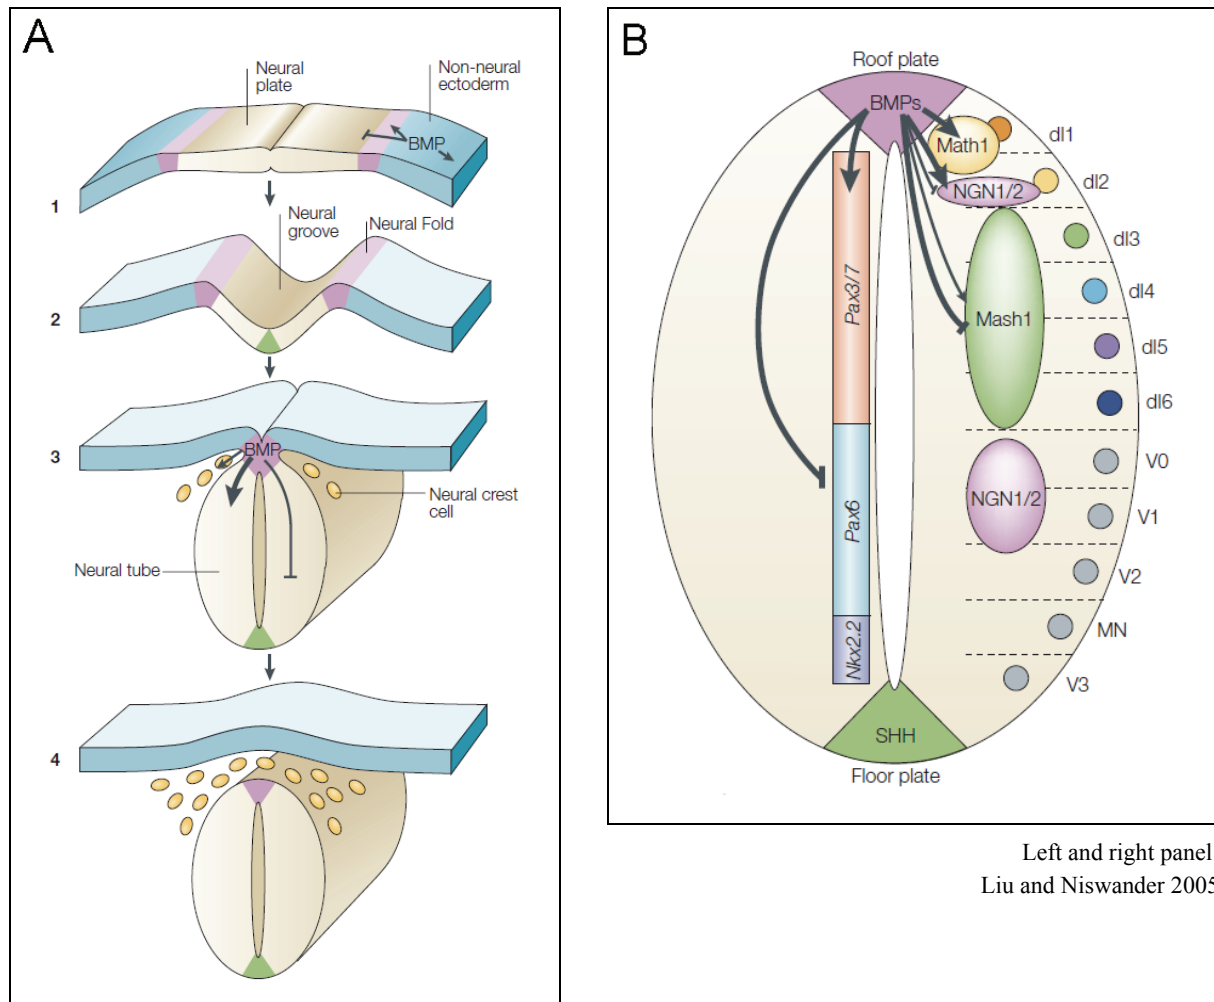 A
Neural
plate
Non-neural
ectoderm
BMP
1
Neural
groove
Neural Fold
2
BMP
3
Neural crest
cell
Neural tube
4
B
Roof plate
BMPs
Math1
dI1
NGN1/2
dI2
dI3
Pax3/7
dI4
Mash1
dI5
dI6
V0
NGN1/2
Pax6
V1
V2
MN
Nkx2.2
V3
SHH
Floor plate
Left and right panel
Liu and Niswander 2005